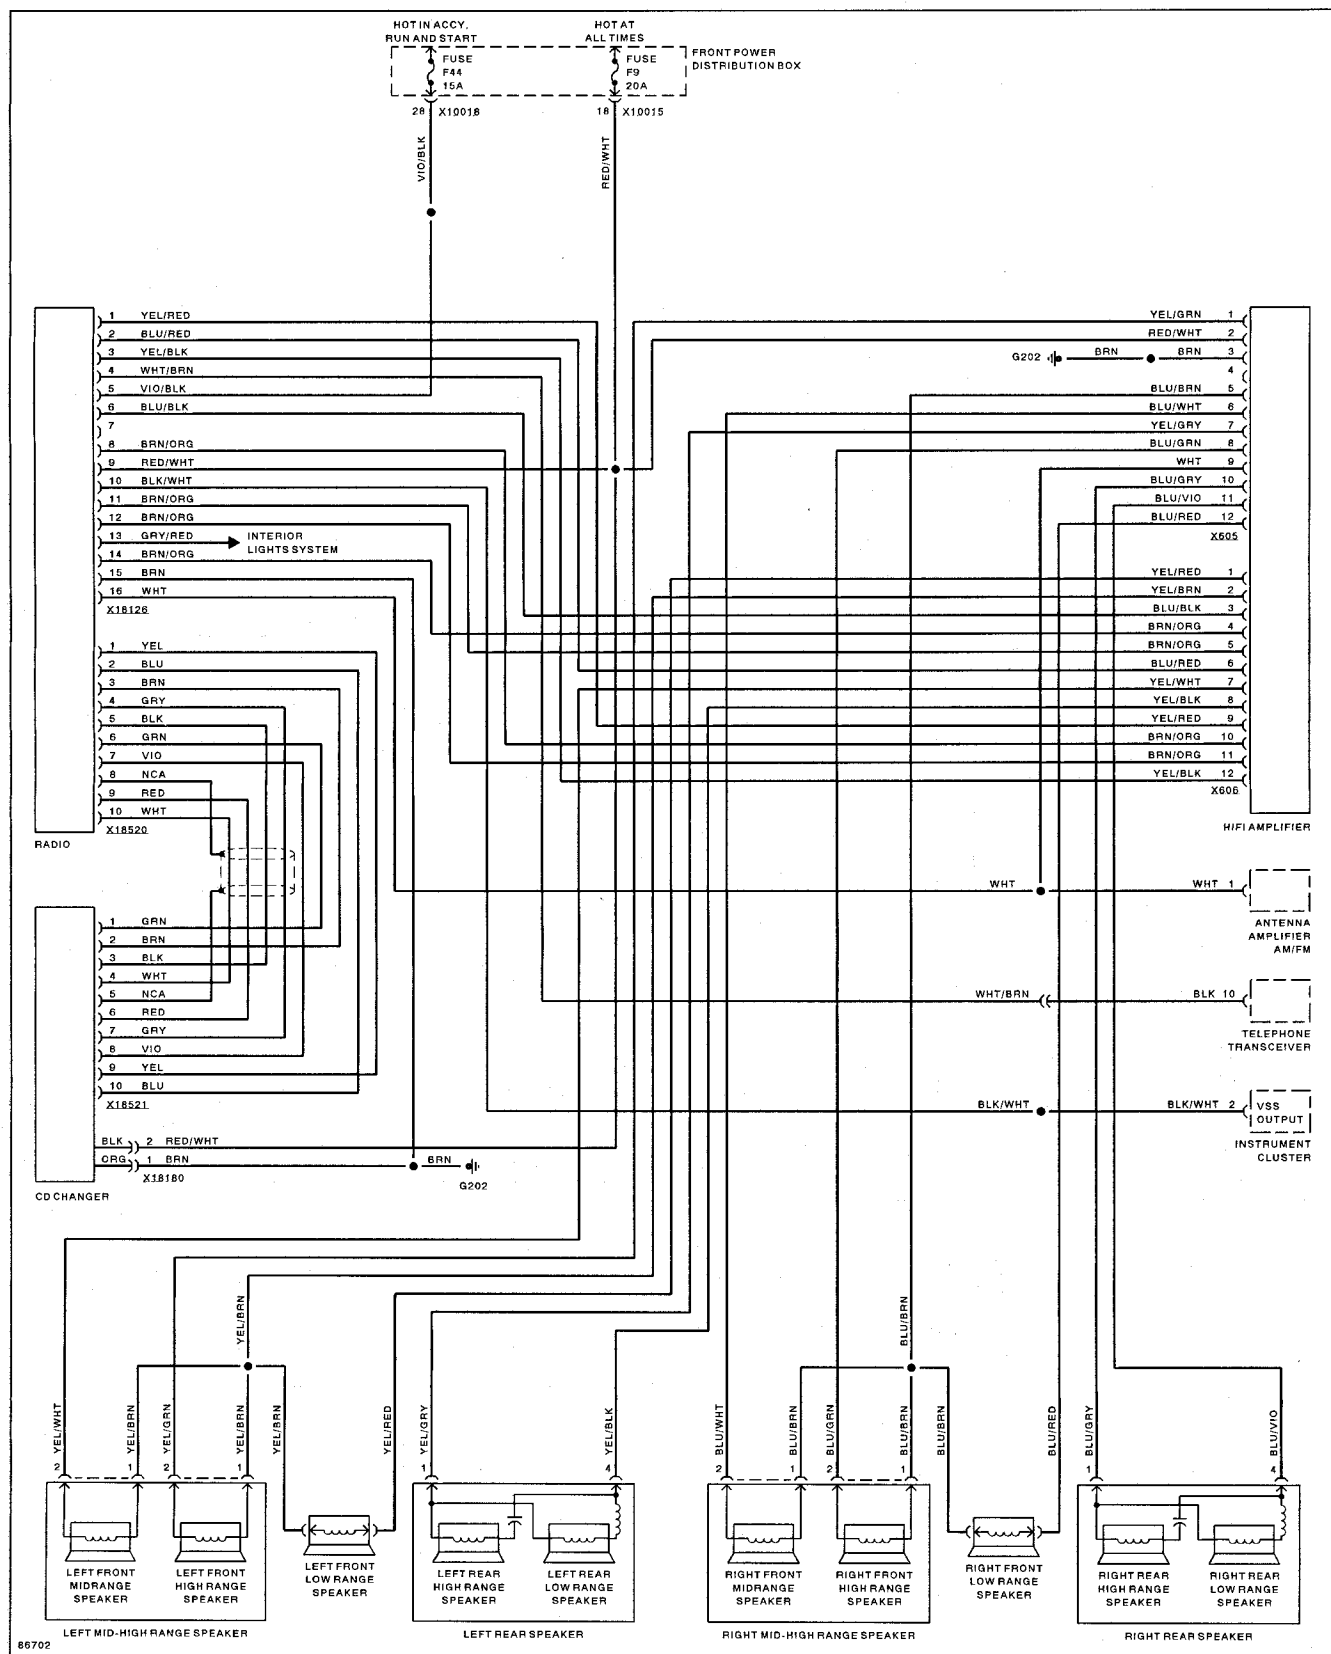 HOT IN ACCY.
RUN AND START
HOT AT
ALL TIMES
FUSE
F44
15A
FUSE
F9
20A
FRONT POWER
DISTRIBUTION BOX
28 X10016
18 X10015
VIO/BLK
RED/WHT
1 YEL/RED
2 BLU/RED
3 YEL/BLK
4 WHT/BRN
5 VIO/BLK
6 BLU/BLK
7
8 BRN/ORG
9 RED/WHT
10 BLK/WHT
11 BRN/ORG
12 BRN/ORG
13 GRY/RED
INTERIOR
LIGHTS SYSTEM
14 BRN/ORG
15 BRN
16 WHT
X18126
1 YEL
2 BLU
3 BRN
4 GRY
5 BLK
6 GRN
7 VIO
8 NCA
9 RED
10 WHT
X18520
RADIO
1 GRN
2 BRN
3 BLK
4 WHT
5 NCA
6 RED
7 GRY
8 VIO
9 YEL
10 BLU
X18521
BLK 2 RED/WHT
ORG 1 BRN
X18180
BRN
G202
CD CHANGER
YEL/GRN 1
RED/WHT 2
G202 BRN BRN 3
4
BLU/BRN 5
BLU/WHT 6
YEL/GRY 7
BLU/GRN 8
WHT 9
BLU/GRY 10
BLU/VIO 11
BLU/RED 12
X605
YEL/RED 1
YEL/BRN 2
BLU/BLK 3
BRN/ORG 4
BRN/ORG 5
BLU/RED 6
YEL/WHT 7
YEL/BLK 8
YEL/RED 9
BRN/ORG 10
BRN/ORG 11
YEL/BLK 12
X606
HIFI AMPLIFIER
WHT WHT 1
ANTENNA
AMPLIFIER
AM/FM
WHT/BRN BLK 10
TELEPHONE
TRANSCEIVER
BLK/WHT BLK/WHT 2
VSS
OUTPUT
INSTRUMENT
CLUSTER
YEL/BRN
BLU/BRN
YEL/WHT
YEL/BRN
YEL/GRN
YEL/BRN
YEL/BRN
YEL/RED
YEL/GRY
YEL/BLK
BLU/WHT
BLU/BRN
BLU/GRN
BLU/BRN
BLU/BRN
BLU/RED
BLU/GRY
BLU/VIO
2 1 2 1 1 4 2 1 2 1 1 4
LEFT FRONT
MIDRANGE
SPEAKER
LEFT FRONT
HIGH RANGE
SPEAKER
LEFT FRONT
LOW RANGE
SPEAKER
LEFT REAR
HIGH RANGE
SPEAKER
LEFT REAR
LOW RANGE
SPEAKER
RIGHT FRONT
MIDRANGE
SPEAKER
RIGHT FRONT
HIGH RANGE
SPEAKER
RIGHT FRONT
LOW RANGE
SPEAKER
RIGHT REAR
HIGH RANGE
SPEAKER
RIGHT REAR
LOW RANGE
SPEAKER
LEFT MID-HIGH RANGE SPEAKER
LEFT REAR SPEAKER
RIGHT MID-HIGH RANGE SPEAKER
RIGHT REAR SPEAKER
86702